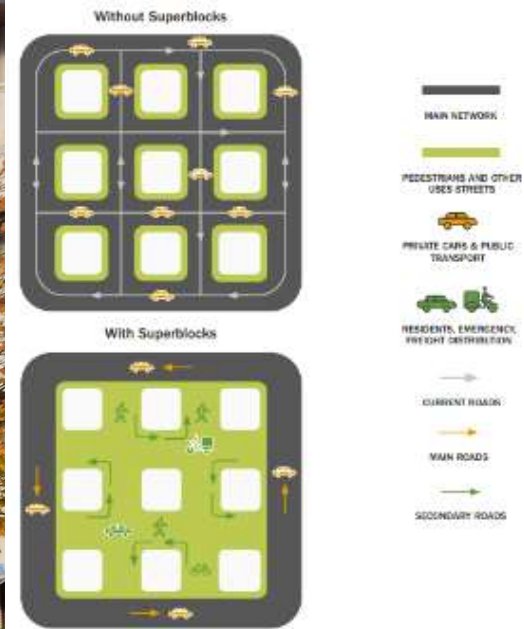 Without Superblocks
MAIN NETWORK
PEDESTRIANS AND OTHER
USES STREETS
PRIVATE CARS & PUBLIC
TRANSPORT
With Superblocks
RESIDENTS, EMERGENCY,
FREIGHT DISTRIBUTION
CURRENT ROADS
MAIN ROADS
SECONDARY ROADS